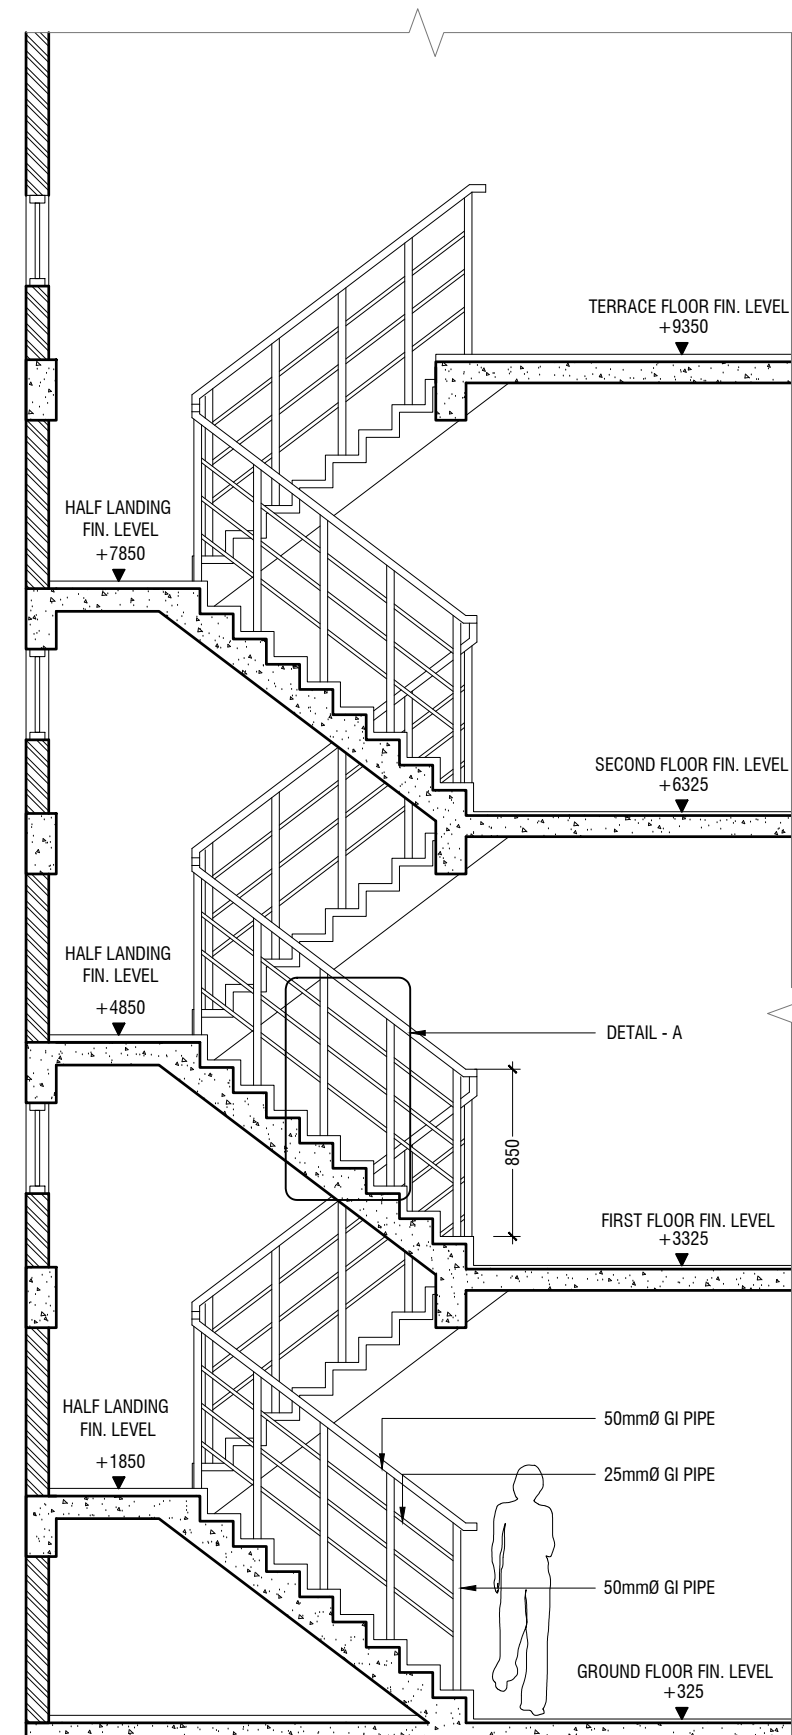 TERRACE FLOOR FIN. LEVEL
+9350
HALF LANDING
FIN. LEVEL
+7850
SECOND FLOOR FIN. LEVEL
+6325
HALF LANDING
FIN. LEVEL
+4850
DETAIL - A
850
FIRST FLOOR FIN. LEVEL
+3325
HALF LANDING
FIN. LEVEL
+1850
50mmØ GI PIPE
25mmØ GI PIPE
50mmØ GI PIPE
GROUND FLOOR FIN. LEVEL
+325